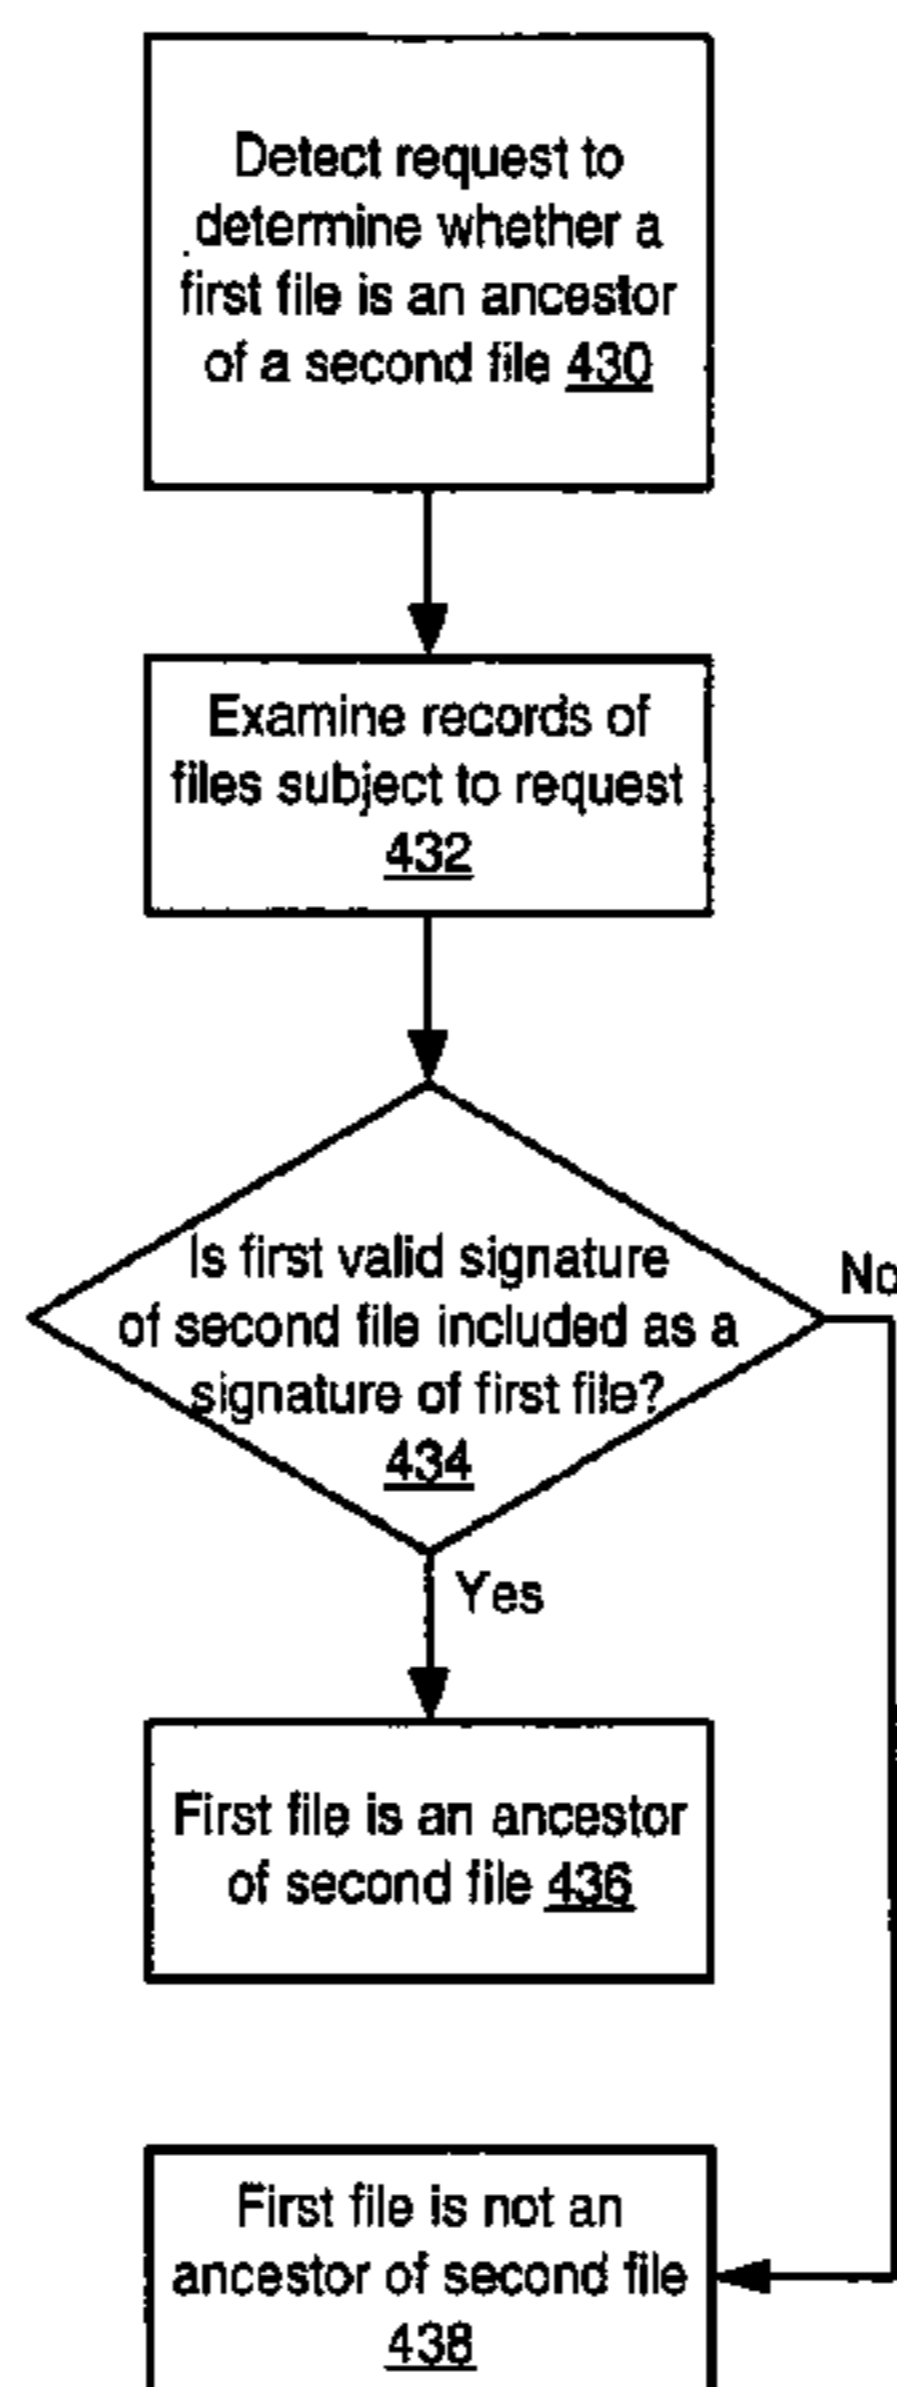 Detect request to
determine whether a
first file is an ancestor
of a second file 430
Examine records of
files subject to request
432
Is first valid signature
of second file included as a
signature of first file?
434
No
Yes
First file is an ancestor
of second file 436
First file is not an
ancestor of second file
438